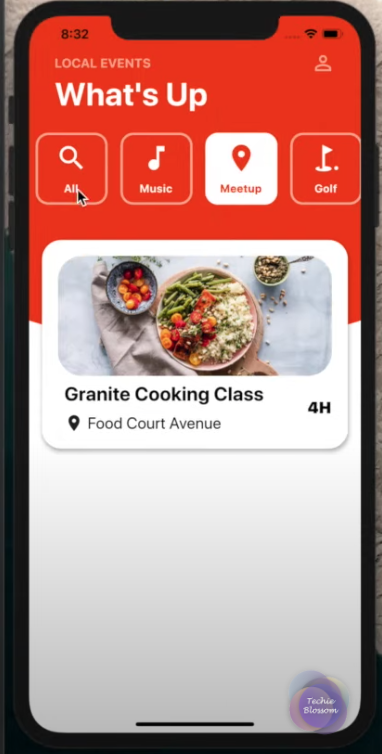 8:32
LOCAL EVENTS
What's Up
All Music Meetup Golf
Granite Cooking Class
4H
Food Court Avenue
Techie
Blossom